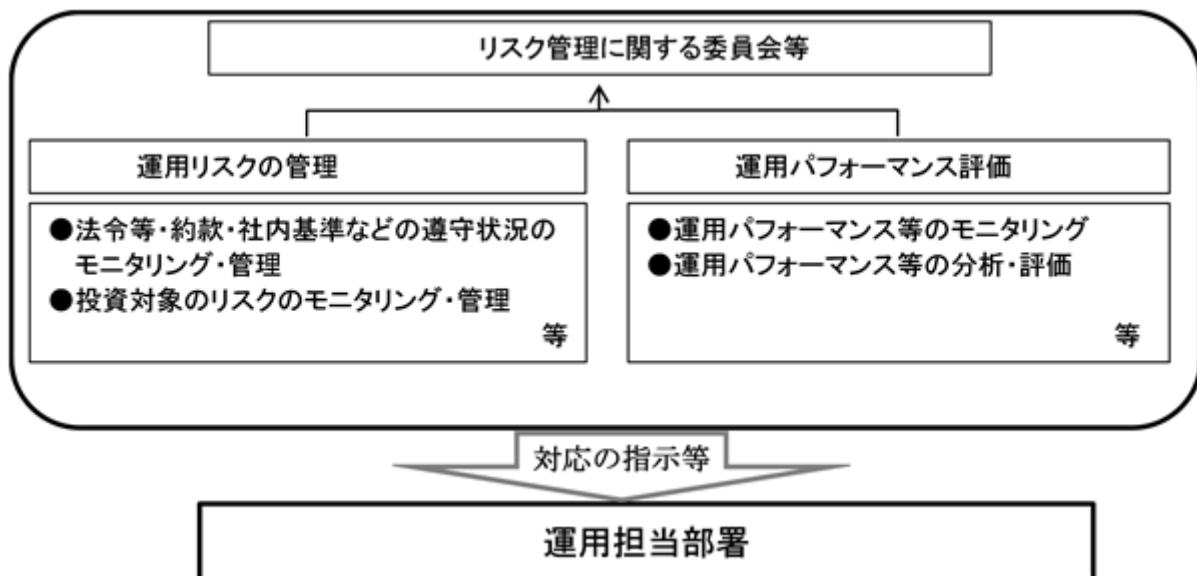 リスク管理に関する委員会等
運用リスクの管理
●法令等・約款・社内基準などの遵守状況の
モニタリング・管理
●投資対象のリスクのモニタリング・管理
等
運用パフォーマンス評価
●運用パフォーマンス等のモニタリング
●運用パフォーマンス等の分析・評価
等
対応の指示等
運用担当部署